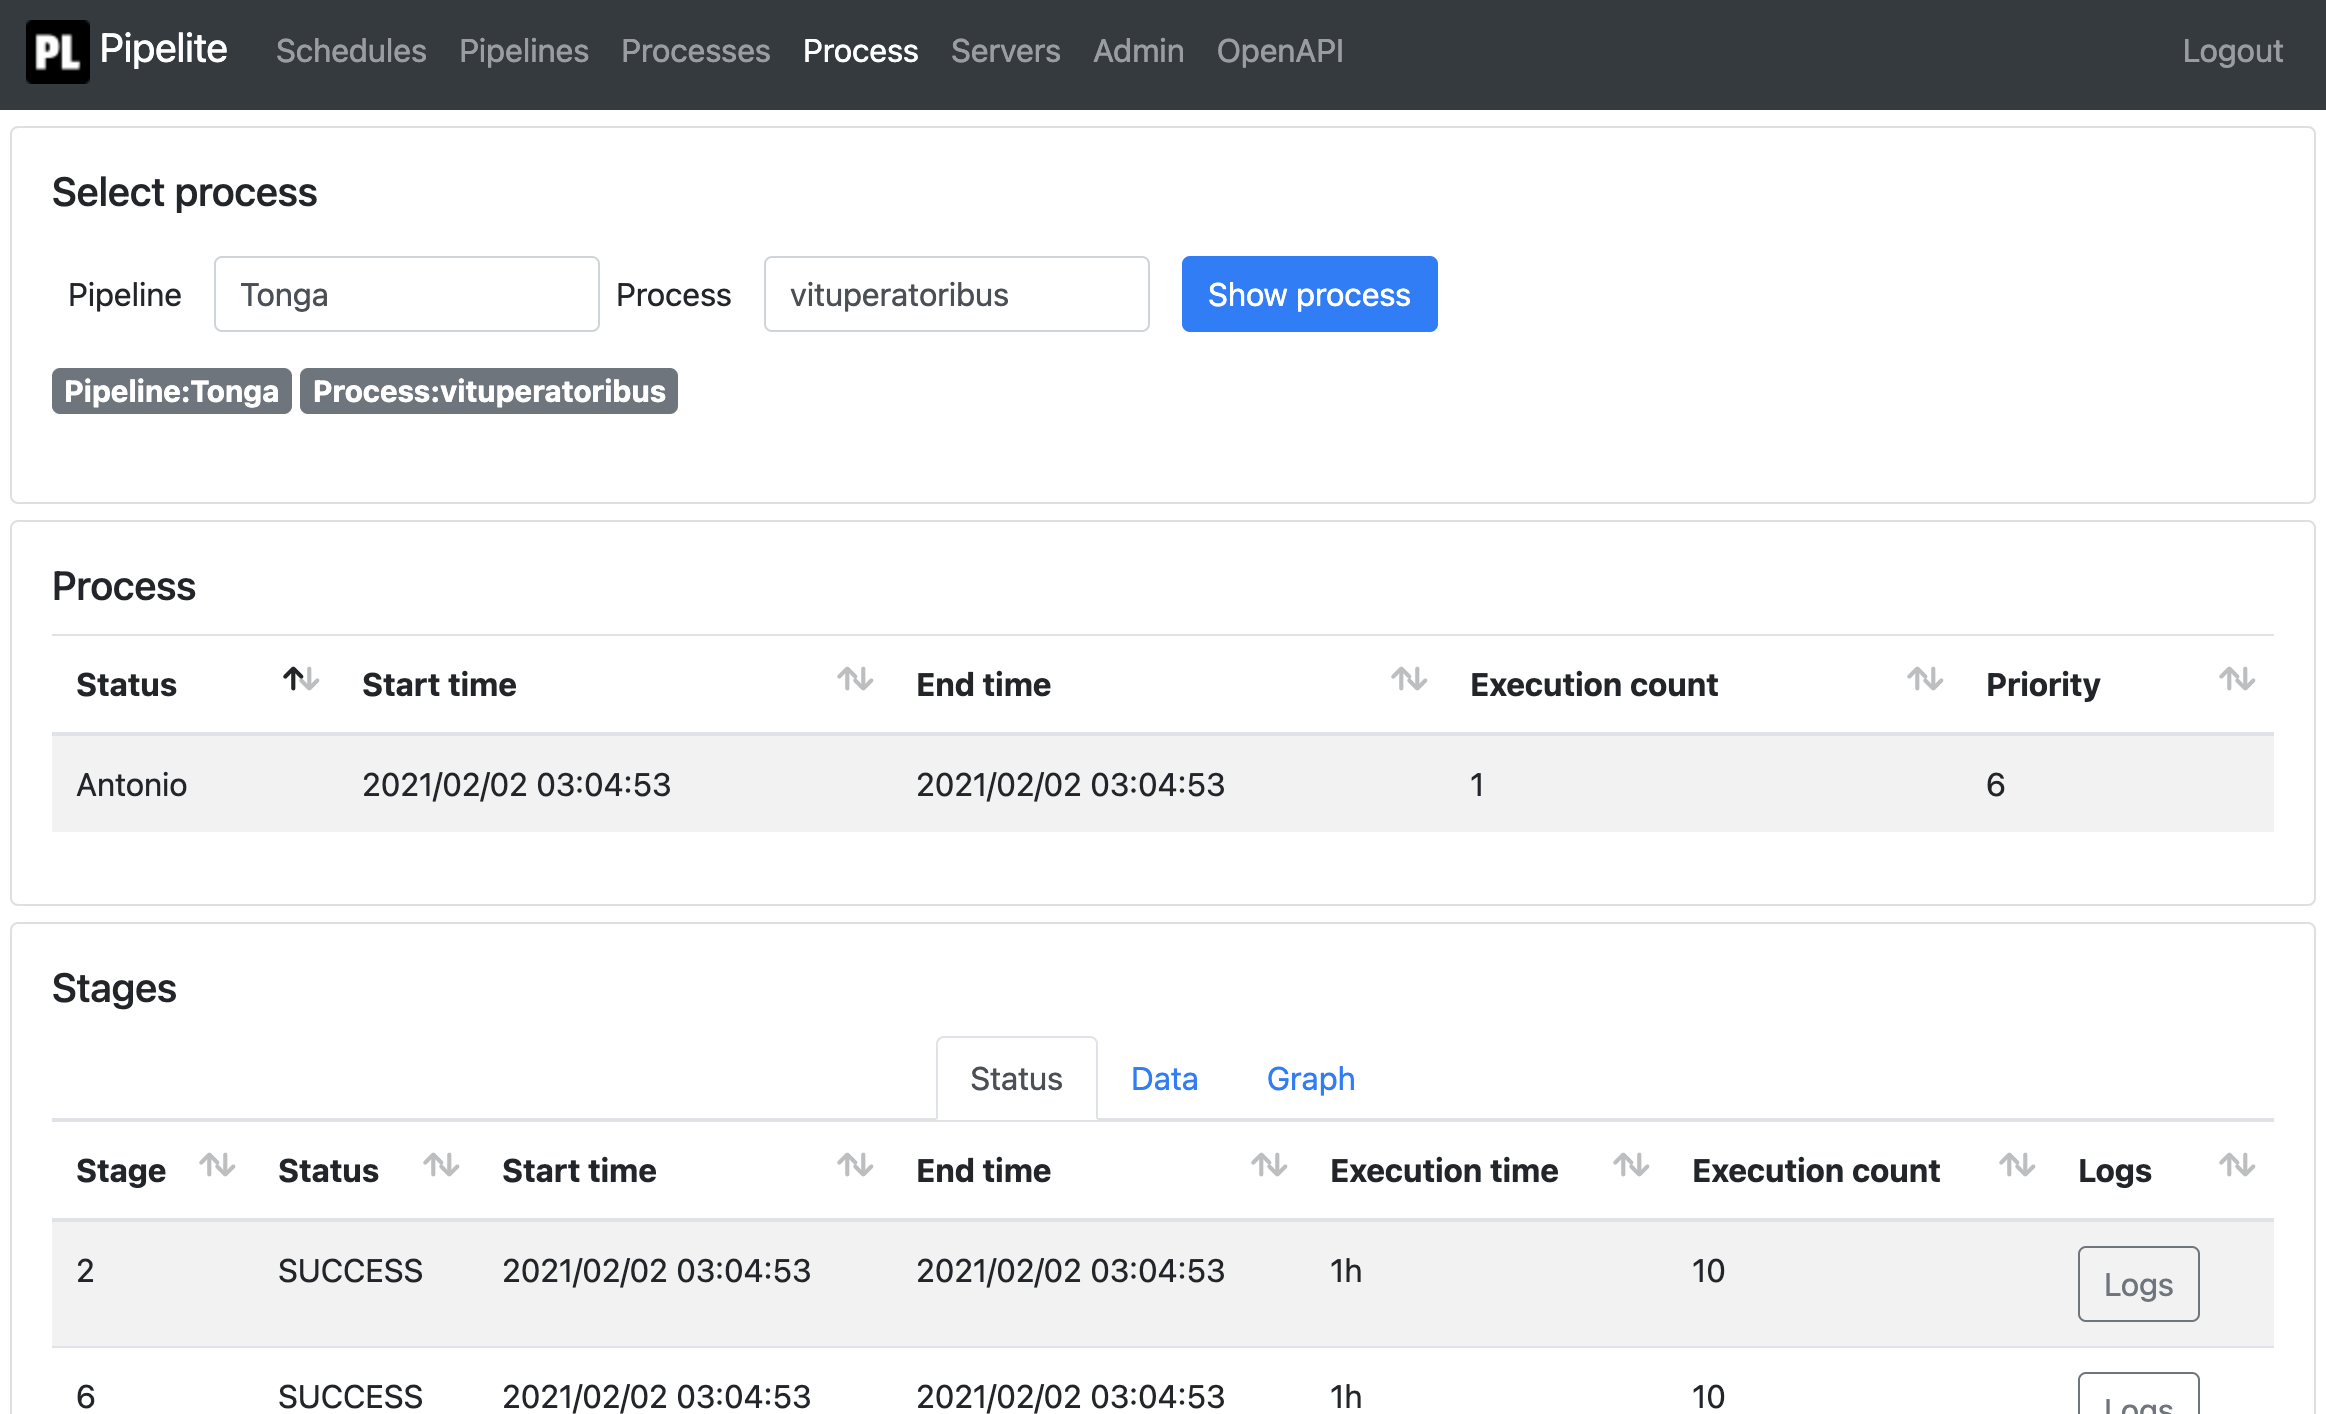 PL Pipelite Schedules Pipelines Processes Process Servers Admin OpenAPI Logout
Select process
Pipeline Tonga Process vituperatoribus Show process
Pipeline:Tonga Process:vituperatoribus
Process
Status Start time End time Execution count Priority
Antonio 2021/02/02 03:04:53 2021/02/02 03:04:53 1 6
Stages
Status Data Graph
Stage Status Start time End time Execution time Execution count Logs
2 SUCCESS 2021/02/02 03:04:53 2021/02/02 03:04:53 1h 10 Logs
6 SUCCESS 2021/02/02 03:04:53 2021/02/02 03:04:53 1h 10 Logs